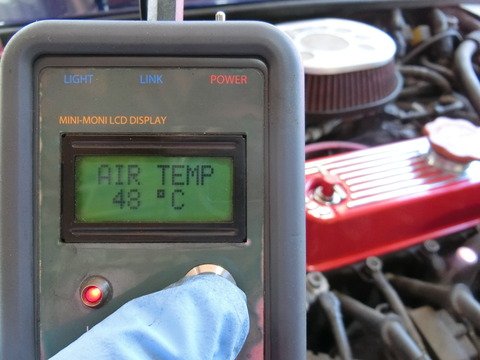 LIGHT LINK POWER
MINI-MONI LCD DISPLAY
AIR TEMP
48 °C